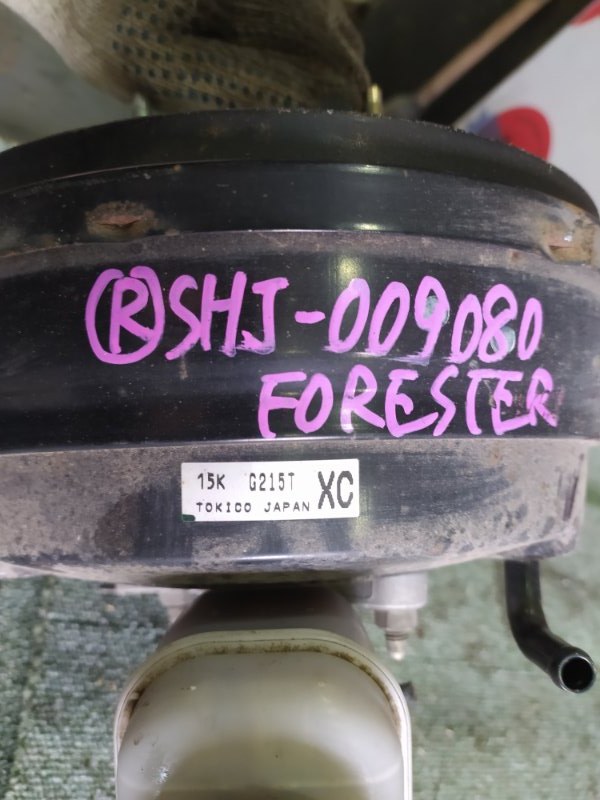 ⓇSHJ-009080
FORESTER
15K G215T XC
TOKICO JAPAN